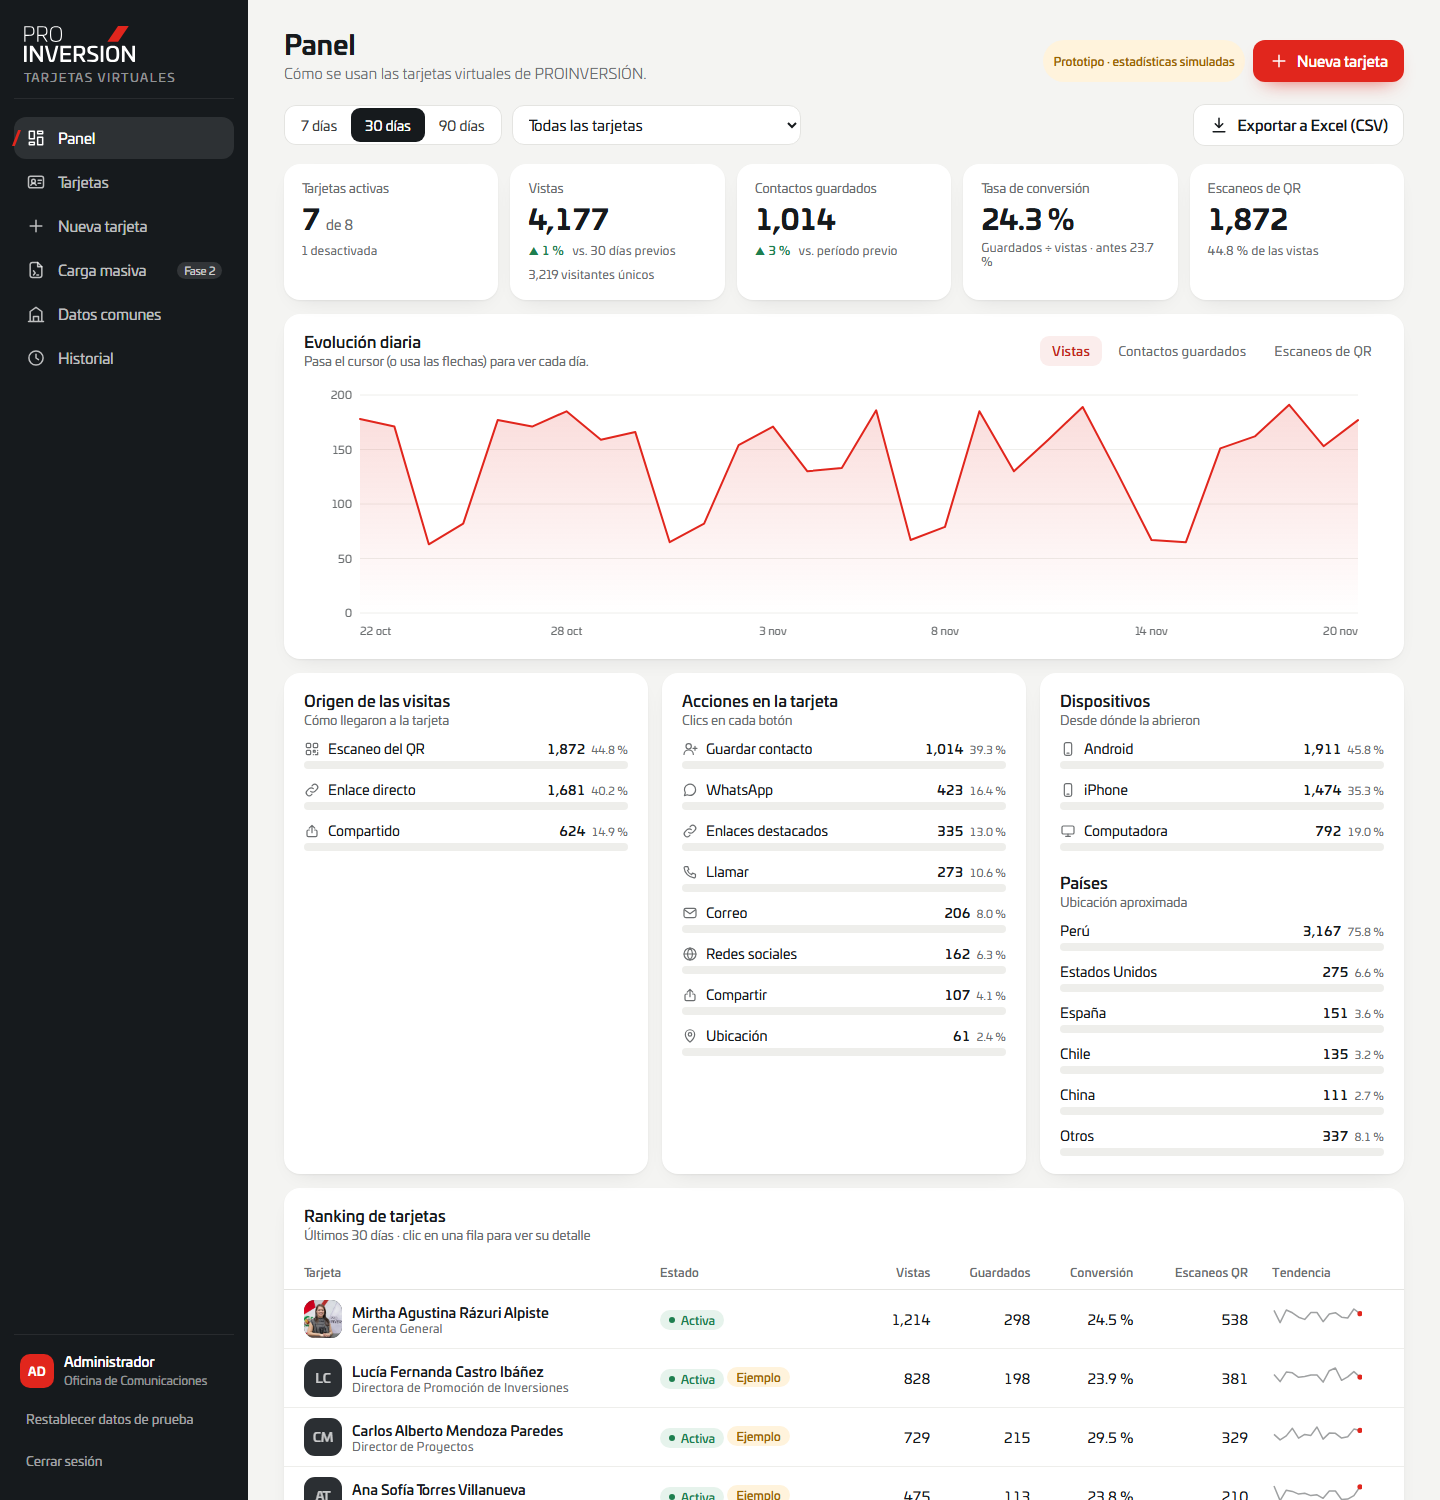 PRO
INVERSIÓN
TARJETAS VIRTUALES
Panel
Tarjetas
Nueva tarjeta
Carga masiva Fase 2
Datos comunes
Historial
AD
Administrador
Oficina de Comunicaciones
Restablecer datos de prueba
Cerrar sesión
Panel
Cómo se usan las tarjetas virtuales de PROINVERSIÓN.
Prototipo · estadísticas simuladas
Nueva tarjeta
7 días 30 días 90 días
Todas las tarjetas
Exportar a Excel (CSV)
Tarjetas activas
7 de 8
1 desactivada
Vistas
4,177
▲ 1 % vs. 30 días previos
3,219 visitantes únicos
Contactos guardados
1,014
▲ 3 % vs. período previo
Tasa de conversión
24.3 %
Guardados ÷ vistas · antes 23.7
%
Escaneos de QR
1,872
44.8 % de las vistas
Evolución diaria
Pasa el cursor (o usa las flechas) para ver cada día.
Vistas Contactos guardados Escaneos de QR
200
150
100
50
0
22 oct 28 oct 3 nov 8 nov 14 nov 20 nov
Origen de las visitas
Cómo llegaron a la tarjeta
Escaneo del QR 1,872 44.8 %
Enlace directo 1,681 40.2 %
Compartido 624 14.9 %
Acciones en la tarjeta
Clics en cada botón
Guardar contacto 1,014 39.3 %
WhatsApp 423 16.4 %
Enlaces destacados 335 13.0 %
Llamar 273 10.6 %
Correo 206 8.0 %
Redes sociales 162 6.3 %
Compartir 107 4.1 %
Ubicación 61 2.4 %
Dispositivos
Desde dónde la abrieron
Android 1,911 45.8 %
iPhone 1,474 35.3 %
Computadora 792 19.0 %
Países
Ubicación aproximada
Perú 3,167 75.8 %
Estados Unidos 275 6.6 %
España 151 3.6 %
Chile 135 3.2 %
China 111 2.7 %
Otros 337 8.1 %
Ranking de tarjetas
Últimos 30 días · clic en una fila para ver su detalle
Tarjeta Estado Vistas Guardados Conversión Escaneos QR Tendencia
Mirtha Agustina Rázuri Alpiste
Gerenta General
Activa 1,214 298 24.5 % 538
LC Lucía Fernanda Castro Ibáñez
Directora de Promoción de Inversiones
Activa Ejemplo 828 198 23.9 % 381
CM Carlos Alberto Mendoza Paredes
Director de Proyectos
Activa Ejemplo 729 215 29.5 % 329
AT Ana Sofía Torres Villanueva
Activa Ejemplo 475 113 23.8 % 210